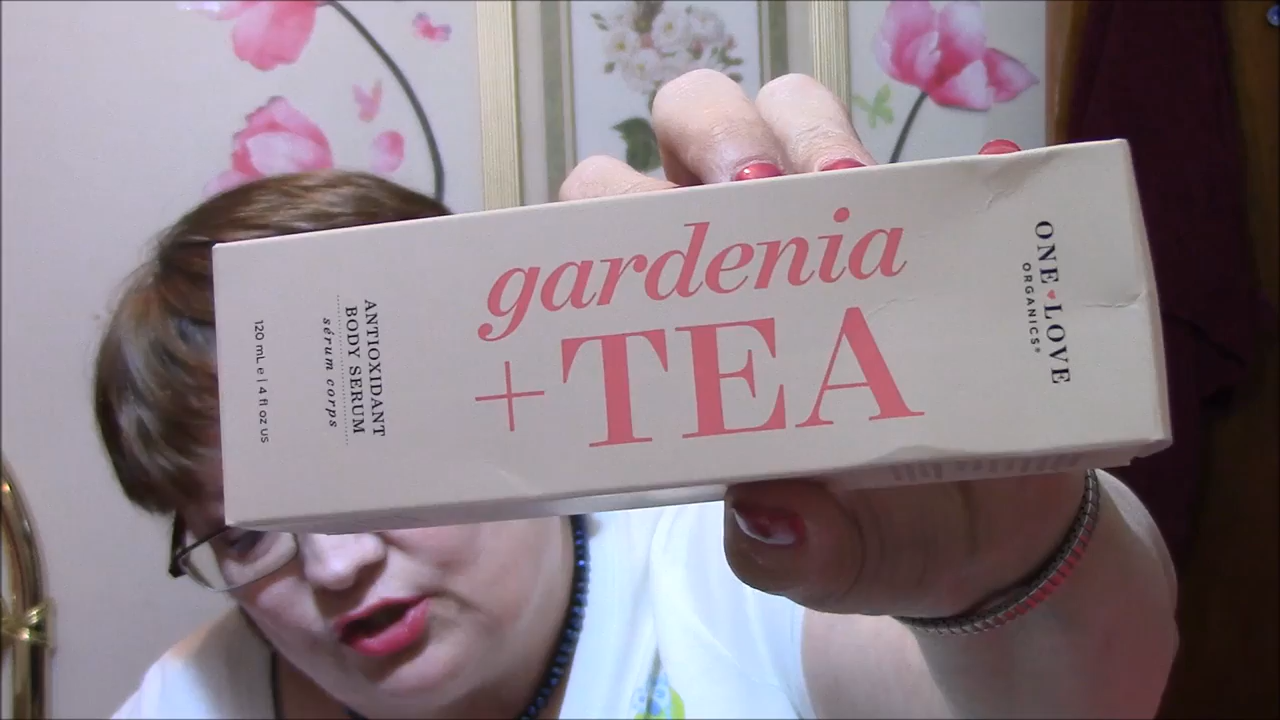 gardenia
+TEA
ONE LOVE
ORGANICS®
ANTIOXIDANT
BODY SERUM
sérum corps
120 mL e | 4 fl oz US